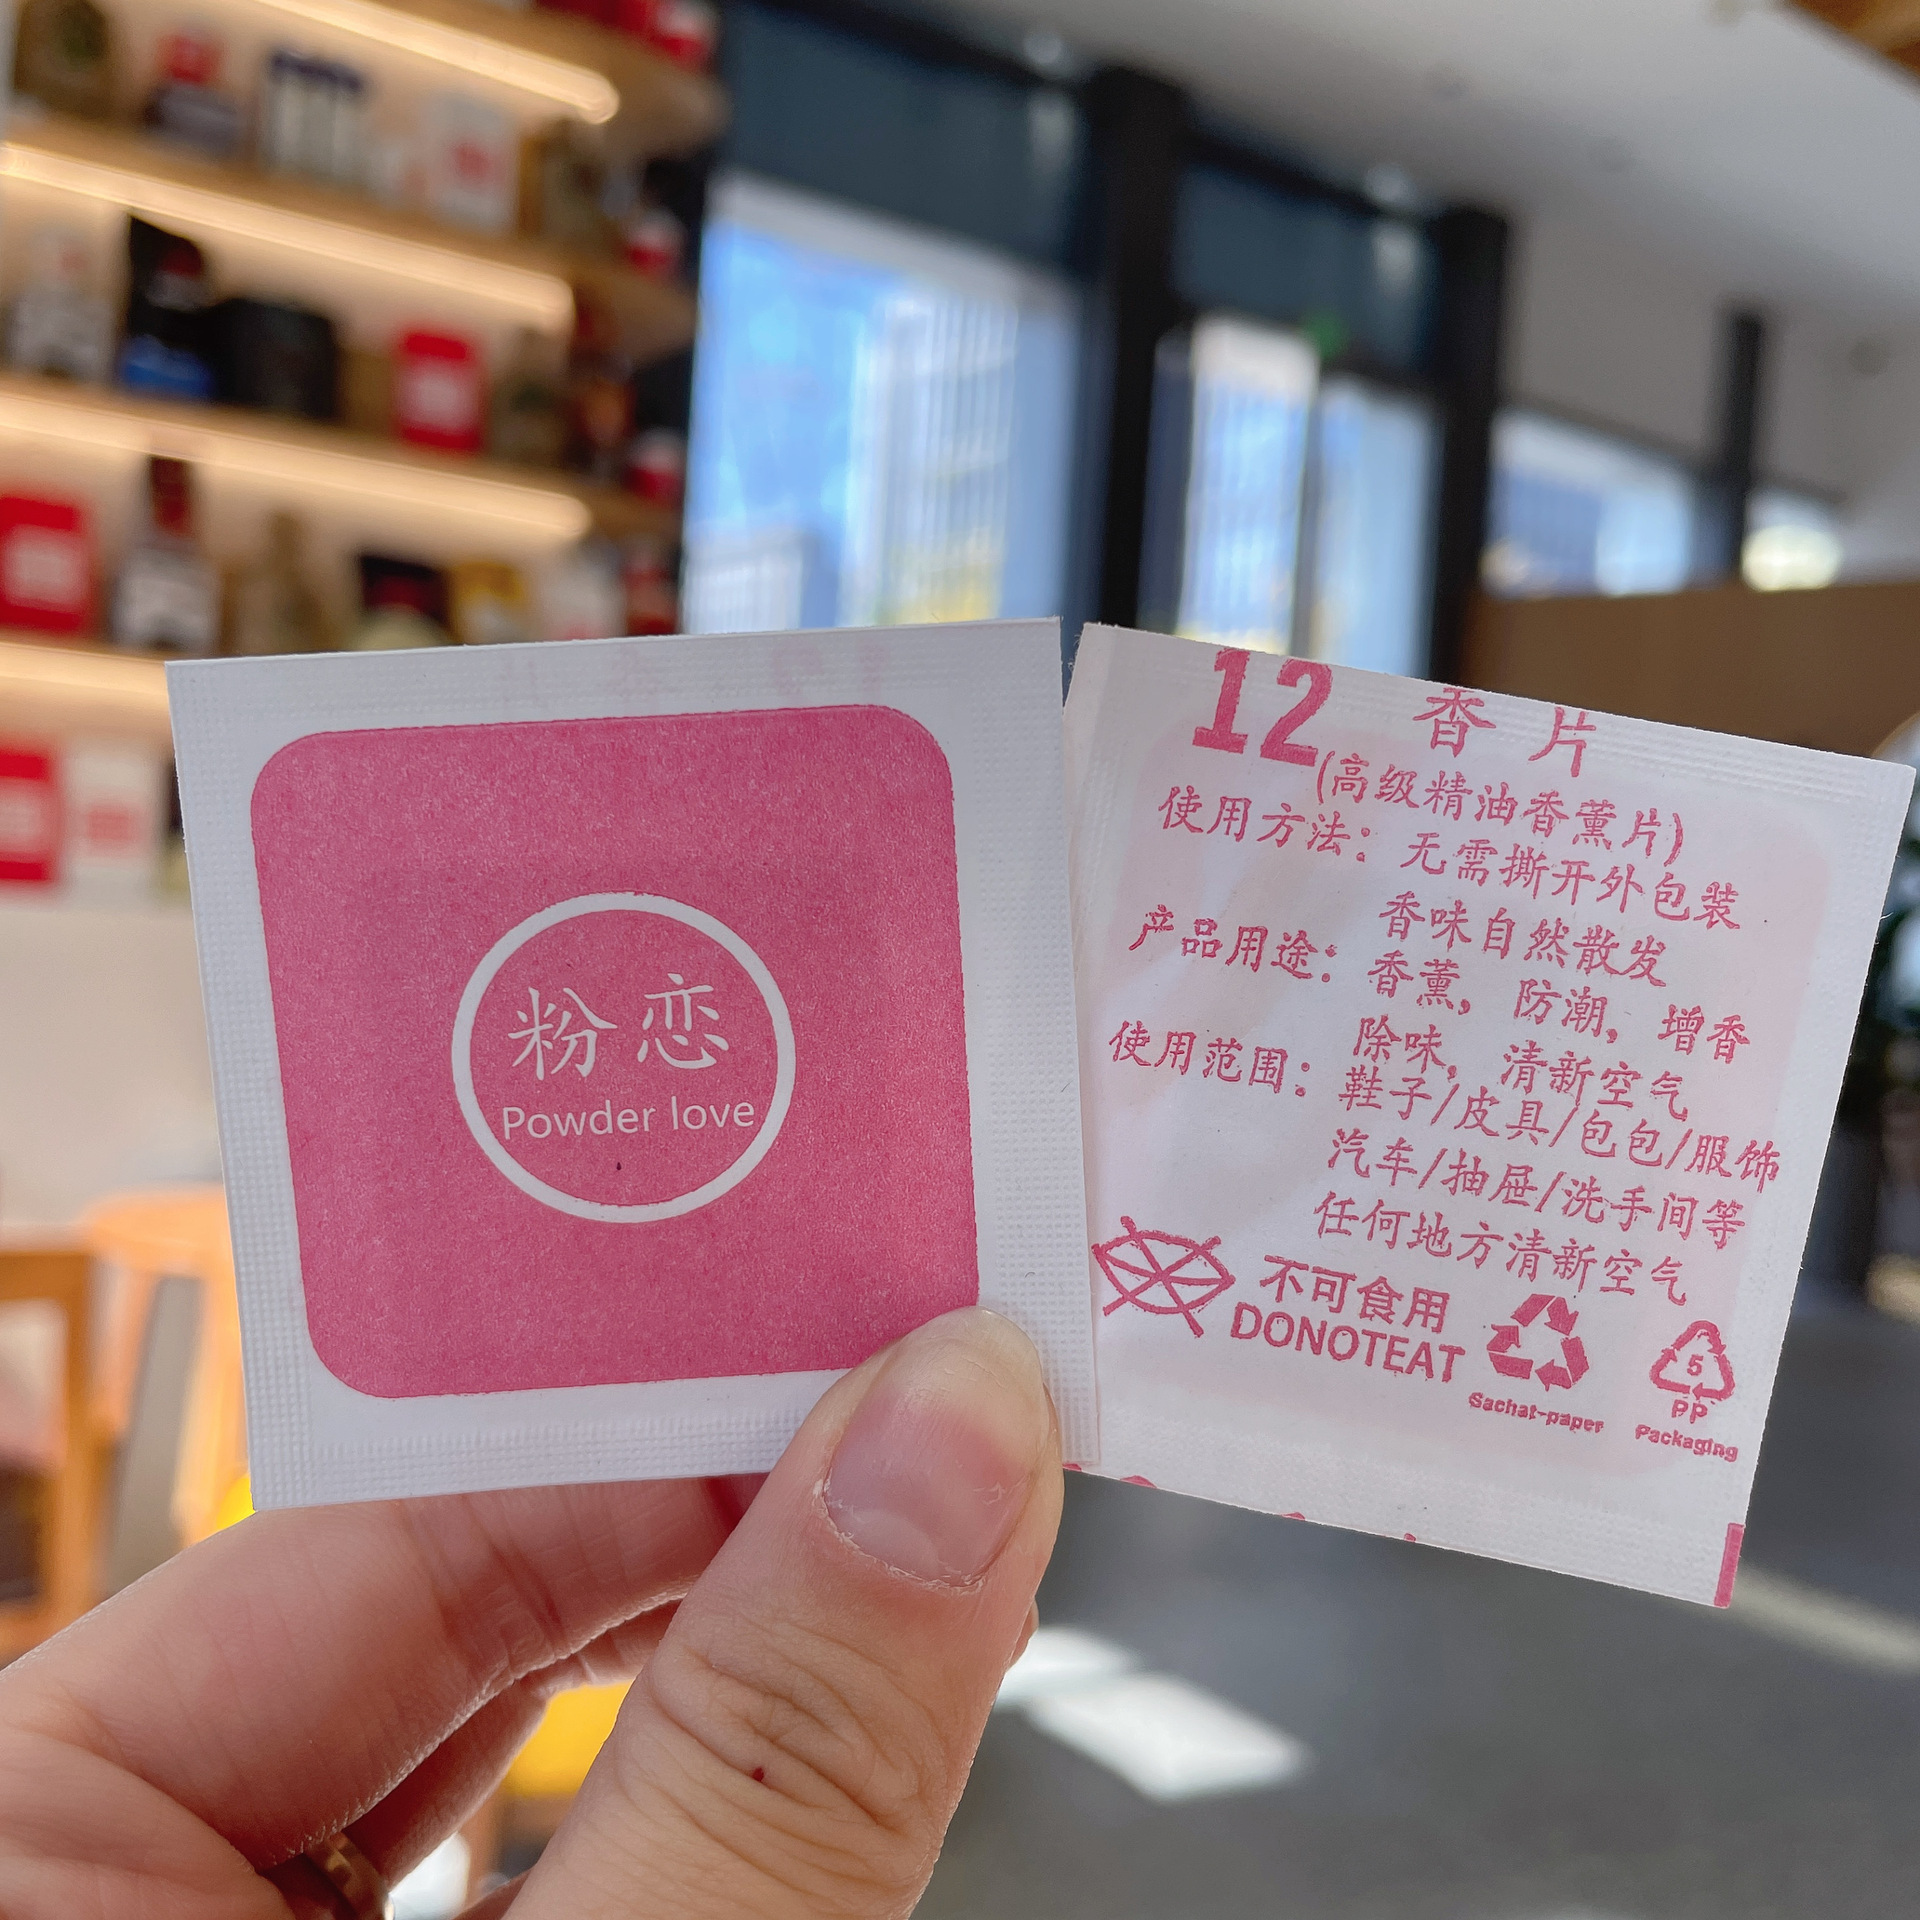 粉恋
Powder love
12 香片
(高级精油香薰片)
使用方法：无需撕开外包装
香味自然散发
产品用途：香薰，防潮，增香
除味，清新空气
使用范围：鞋子/皮具/包包/服饰
汽车/抽屉/洗手间等
任何地方清新空气
不可食用
DONOTEAT
Sachat-paper
5
PP
Packaging